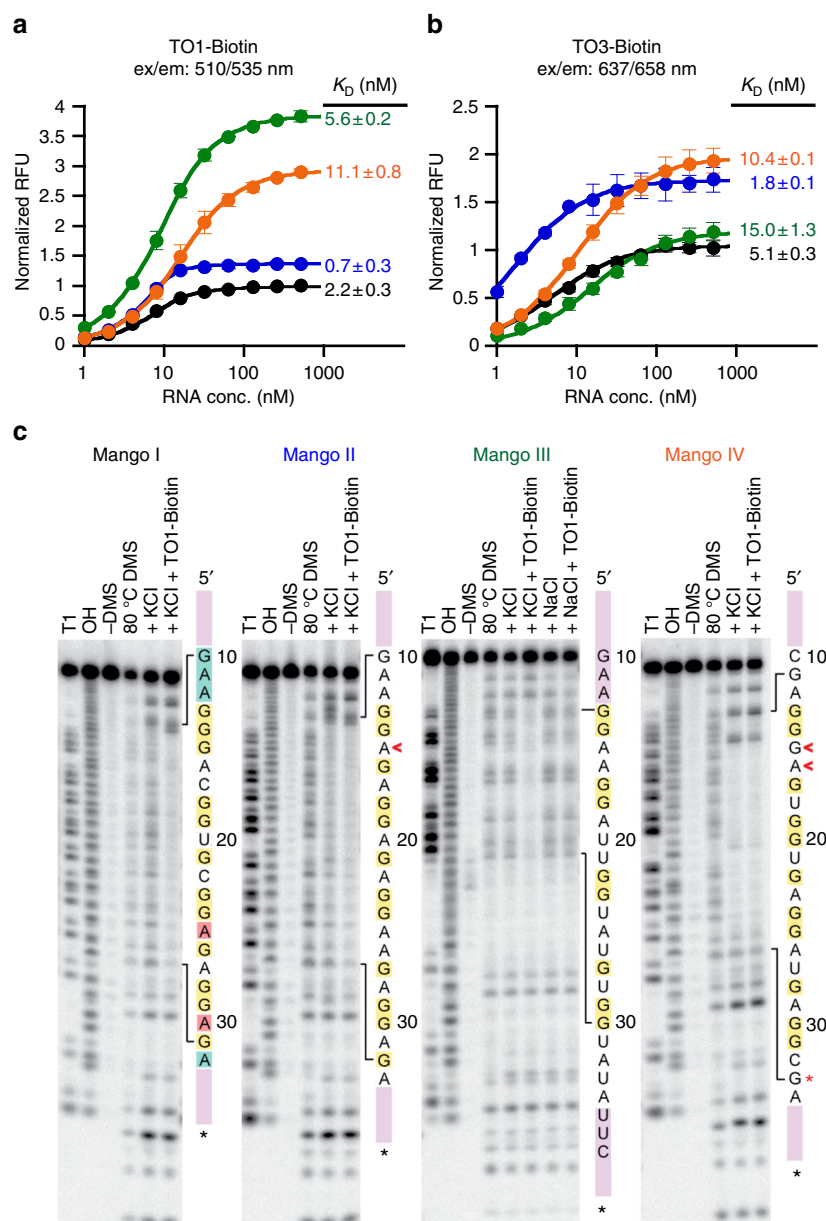 a
TO1-Biotin
ex/em: 510/535 nm
K_D (nM)
Normalized RFU
4
3.5
3
2.5
2
1.5
1
0.5
0
5.6±0.2
11.1±0.8
0.7±0.3
2.2±0.3
1
10
100
1000
RNA conc. (nM)
b
TO3-Biotin
ex/em: 637/658 nm
K_D (nM)
Normalized RFU
2.5
2
1.5
1
0.5
0
10.4±0.1
1.8±0.1
15.0±1.3
5.1±0.3
1
10
100
1000
RNA conc. (nM)
c
Mango I
T1
OH
–DMS
80 °C DMS
+ KCl
+ KCl + TO1-Biotin
5′
G 10
A
A
G
G
G
A
C
G
G
U 20
G
C
G
G
A
G
A
G
G
A 30
G
A
*
Mango II
T1
OH
–DMS
80 °C DMS
+ KCl
+ KCl + TO1-Biotin
5′
G 10
A
A
G
G
A <
G
A
G
G
A 20
G
A
G
G
A
A
G
A
G
G 30
A
G
A
*
Mango III
T1
OH
–DMS
80 °C DMS
+ KCl
+ KCl + TO1-Biotin
+ NaCl
+ NaCl + TO1-Biotin
5′
G 10
A
A
G
G
A
A
G
G
A
U 20
U
G
G
U
A
U
G
U
G
G 30
U
A
U
A
U
U
C
*
Mango IV
T1
OH
–DMS
80 °C DMS
+ KCl
+ KCl + TO1-Biotin
5′
C 10
G
A
G
G
G <
A <
G
U
G
G 20
U
G
A
G
G
A
U
G
A
G 30
G
C
G *
A
*